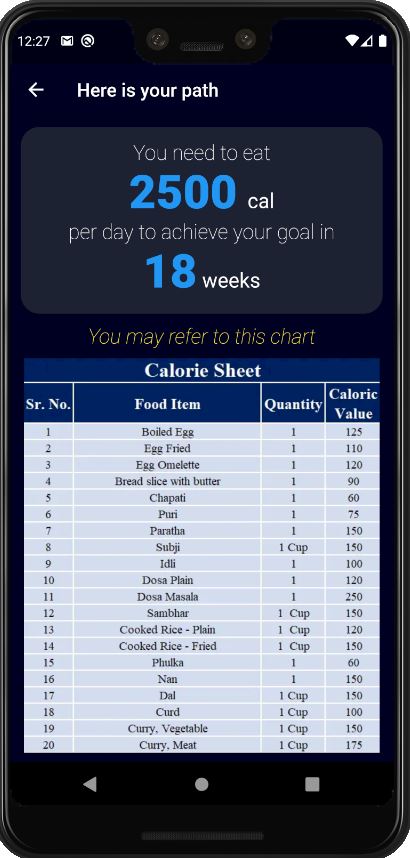 12:27
Here is your path
You need to eat
2500 cal
per day to achieve your goal in
18 weeks
You may refer to this chart
Calorie Sheet
Sr. No. Food Item Quantity Caloric Value
1 Boiled Egg 1 125
2 Egg Fried 1 110
3 Egg Omelette 1 120
4 Bread slice with butter 1 90
5 Chapati 1 60
6 Puri 1 75
7 Paratha 1 150
8 Subji 1 Cup 150
9 Idli 1 100
10 Dosa Plain 1 120
11 Dosa Masala 1 250
12 Sambhar 1 Cup 150
13 Cooked Rice - Plain 1 Cup 120
14 Cooked Rice - Fried 1 Cup 150
15 Phulka 1 60
16 Nan 1 150
17 Dal 1 Cup 150
18 Curd 1 Cup 100
19 Curry, Vegetable 1 Cup 150
20 Curry, Meat 1 Cup 175